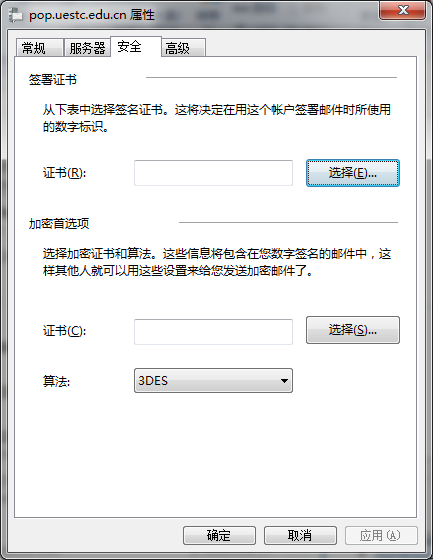 pop.uestc.edu.cn 属性
常规 服务器 安全 高级
签署证书
从下表中选择签名证书。这将决定在用这个帐户签署邮件时所使用
的数字标识。
证书(R): 选择(E)...
加密首选项
选择加密证书和算法。这些信息将包含在您数字签名的邮件中，这
样其他人就可以用这些设置来给您发送加密邮件了。
证书(C): 选择(S)...
算法: 3DES
确定 取消 应用(A)